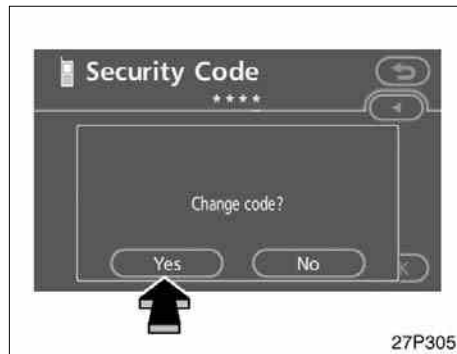 Security Code
****
Change code?
Yes No
27P305